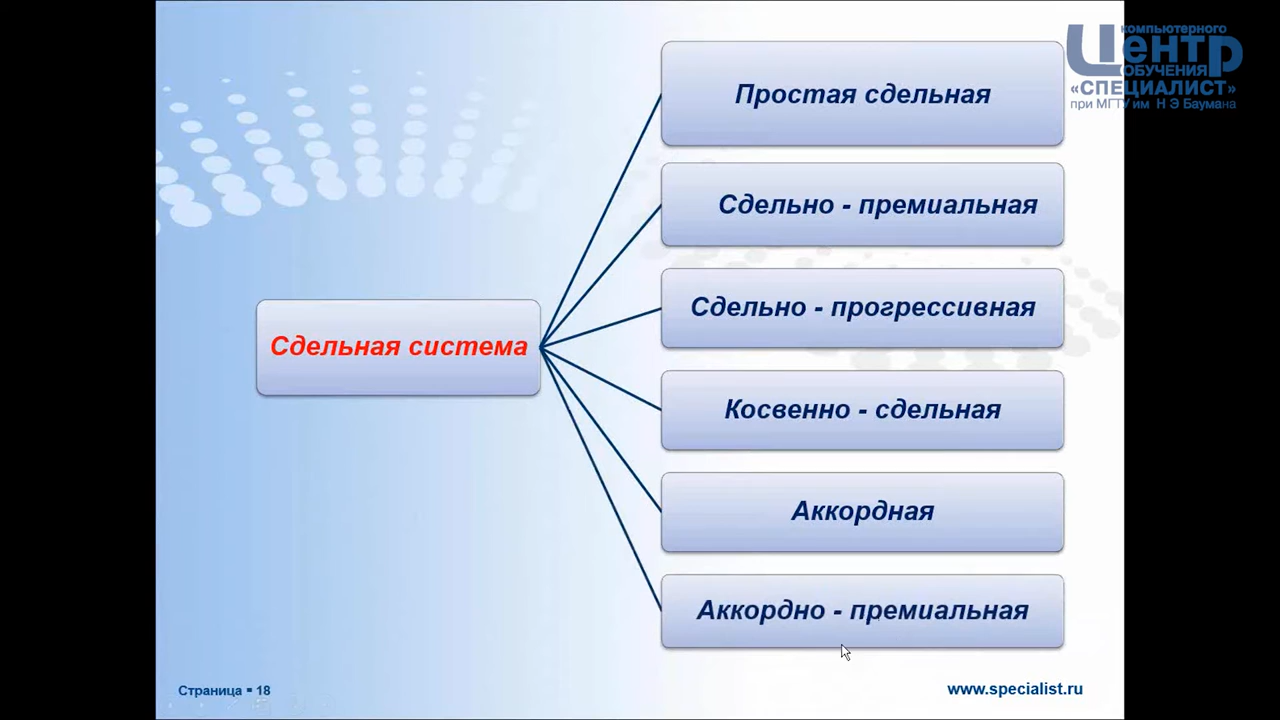 компьютерного
Центр
ОБУЧЕНИЯ
«СПЕЦИАЛИСТ»
при МГТУ им Н Э Баумана
Простая сдельная
Сдельно - премиальная
Сдельно - прогрессивная
Сдельная система
Косвенно - сдельная
Аккордная
Аккордно - премиальная
Страница ▪ 18
www.specialist.ru